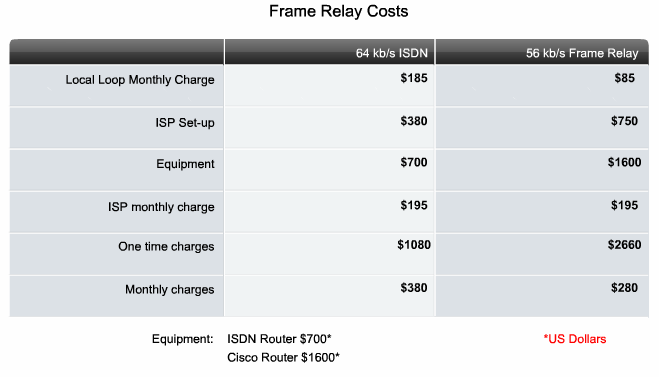 Frame Relay Costs
64 kb/s ISDN 56 kb/s Frame Relay
Local Loop Monthly Charge $185 $85
ISP Set-up $380 $750
Equipment $700 $1600
ISP monthly charge $195 $195
One time charges $1080 $2660
Monthly charges $380 $280
Equipment: ISDN Router $700* *US Dollars
Cisco Router $1600*